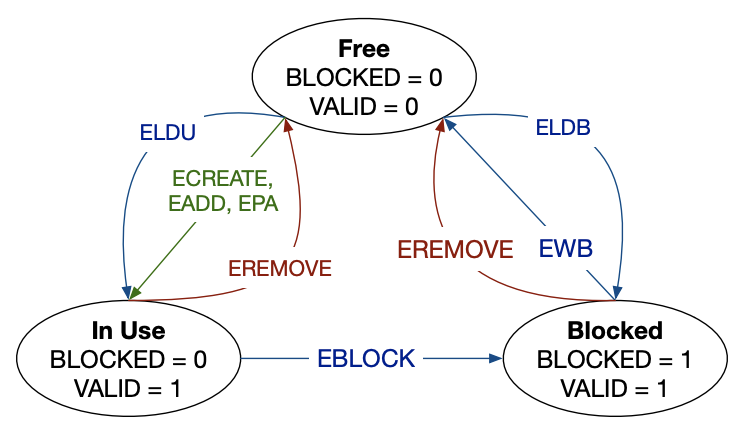 Free
BLOCKED = 0
VALID = 0
ELDU
ELDB
ECREATE,
EADD, EPA
EREMOVE
EREMOVE
EWB
In Use
BLOCKED = 0
VALID = 1
EBLOCK
Blocked
BLOCKED = 1
VALID = 1